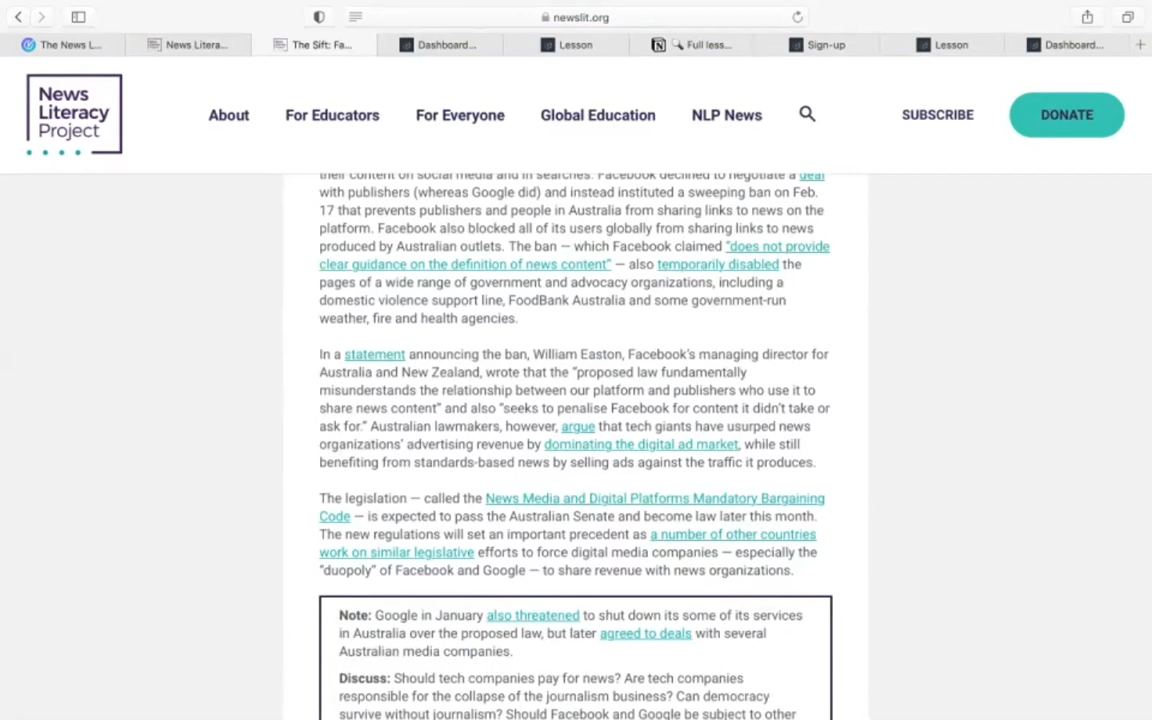 newslit.org
The News L...
News Litera...
The Sift: Fa...
Dashboard...
Lesson
Full less...
Sign-up
Lesson
Dashboard...
News
Literacy
Project
About
For Educators
For Everyone
Global Education
NLP News
SUBSCRIBE
DONATE
their content on social media and in searches. Facebook declined to negotiate a deal
with publishers (whereas Google did) and instead instituted a sweeping ban on Feb.
17 that prevents publishers and people in Australia from sharing links to news on the
platform. Facebook also blocked all of its users globally from sharing links to news
produced by Australian outlets. The ban — which Facebook claimed “does not provide
clear guidance on the definition of news content” — also temporarily disabled the
pages of a wide range of government and advocacy organizations, including a
domestic violence support line, FoodBank Australia and some government-run
weather, fire and health agencies.
In a statement announcing the ban, William Easton, Facebook’s managing director for
Australia and New Zealand, wrote that the “proposed law fundamentally
misunderstands the relationship between our platform and publishers who use it to
share news content” and also “seeks to penalise Facebook for content it didn’t take or
ask for.” Australian lawmakers, however, argue that tech giants have usurped news
organizations’ advertising revenue by dominating the digital ad market, while still
benefiting from standards-based news by selling ads against the traffic it produces.
The legislation — called the News Media and Digital Platforms Mandatory Bargaining
Code — is expected to pass the Australian Senate and become law later this month.
The new regulations will set an important precedent as a number of other countries
work on similar legislative efforts to force digital media companies — especially the
“duopoly” of Facebook and Google — to share revenue with news organizations.
Note: Google in January also threatened to shut down its some of its services
in Australia over the proposed law, but later agreed to deals with several
Australian media companies.
Discuss: Should tech companies pay for news? Are tech companies
responsible for the collapse of the journalism business? Can democracy
survive without journalism? Should Facebook and Google be subject to other